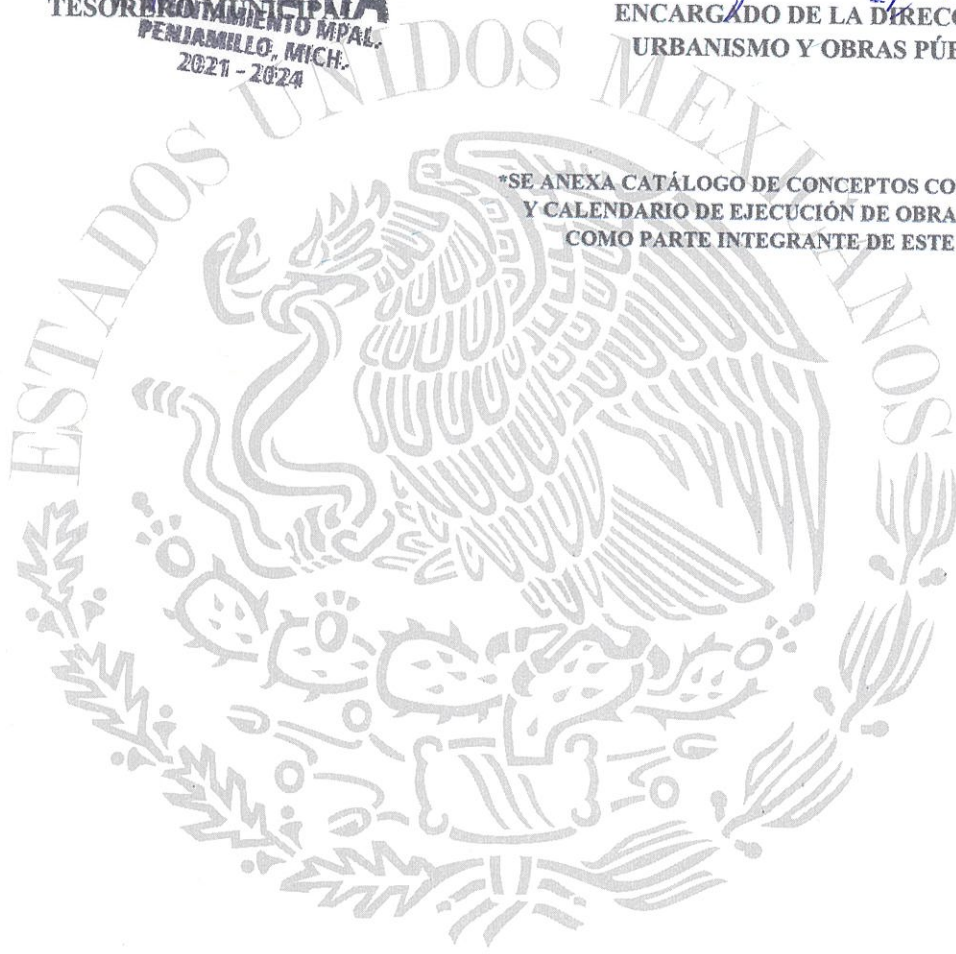 TESORERO MUNICIPAL
AYUNTAMIENTO MPAL.
PENJAMILLO, MICH.
2021 - 2024
ENCARGADO DE LA DIRECC
URBANISMO Y OBRAS PÚB
*SE ANEXA CATÁLOGO DE CONCEPTOS CO
Y CALENDARIO DE EJECUCIÓN DE OBRA
COMO PARTE INTEGRANTE DE ESTE
ESTADOS UNIDOS MEXICANOS